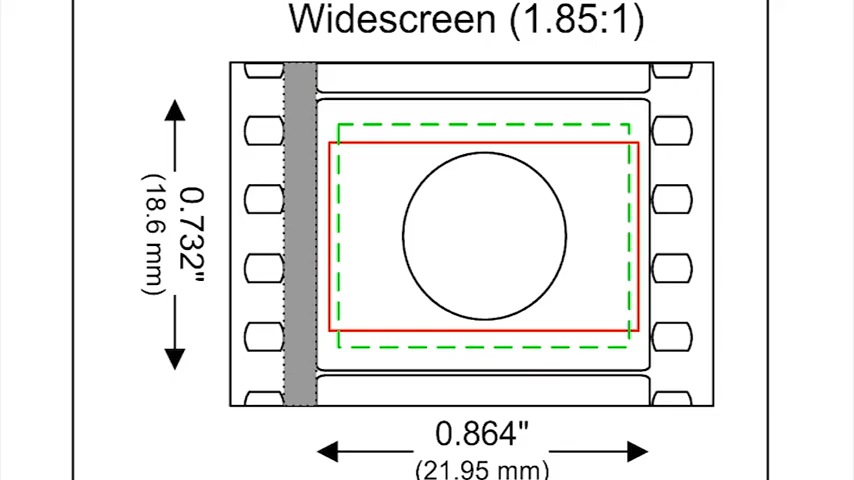 Widescreen (1.85:1)
0.732"
(18.6 mm)
0.864"
(21.95 mm)